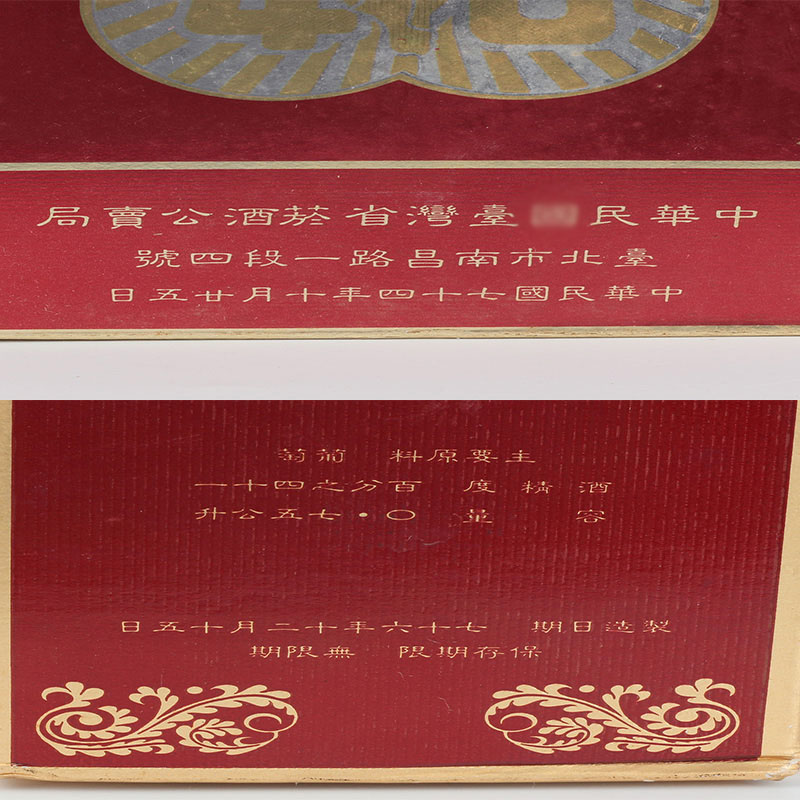 中華民臺灣省菸酒公賣局
臺北市南昌路一段四號
中華民國七十四年十月廿五日
主要原料 葡萄
酒精度 百分之四十一
容量 〇·七五公升
製造日期 七十六年十二月十五日
保存期限 無限期